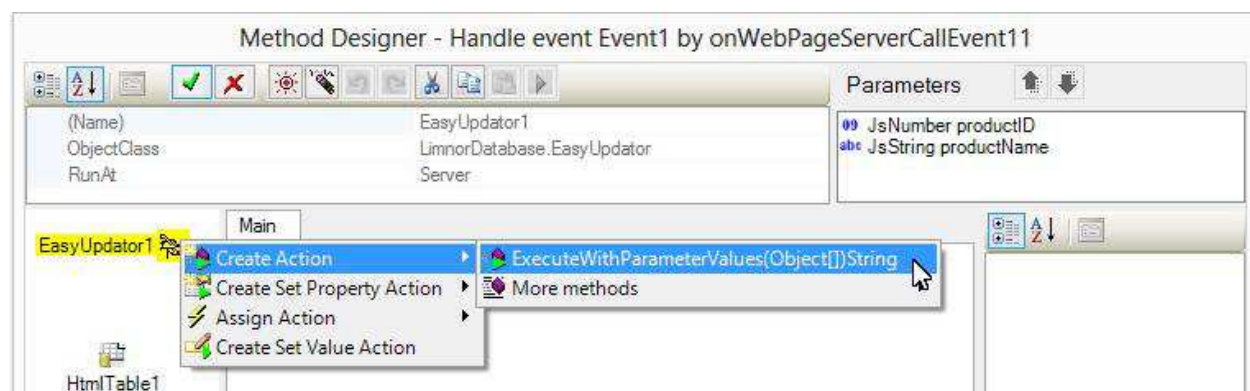 Method Designer - Handle event Event1 by onWebPageServerCallEvent11
Parameters
(Name) EasyUpdator1
ObjectClass LimnorDatabase.EasyUpdator
RunAt Server
09 JsNumber productID
abc JsString productName
Main
EasyUpdator1
Create Action
ExecuteWithParameterValues(Object[])String
Create Set Property Action
More methods
Assign Action
Create Set Value Action
HtmlTable1